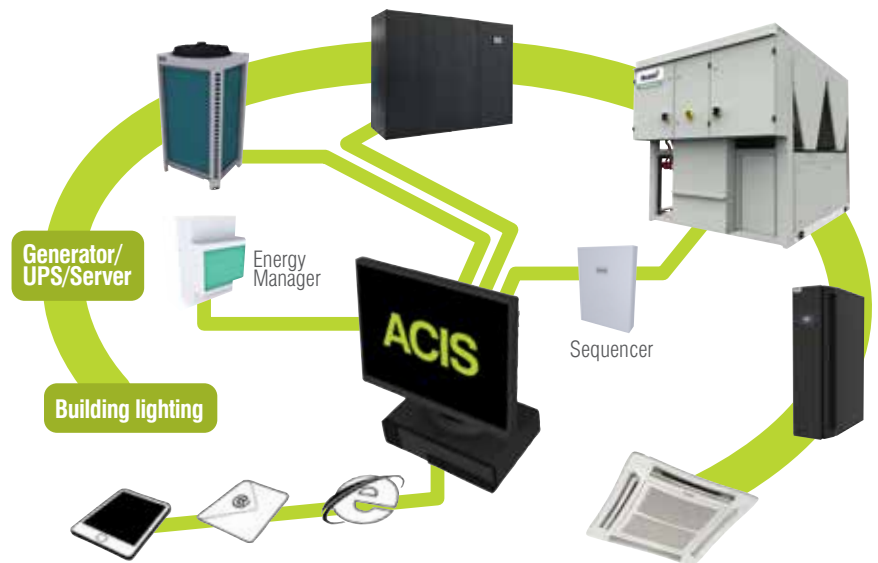 Generator/
UPS/Server
Energy
Manager
ACIS
Sequencer
Building lighting
@